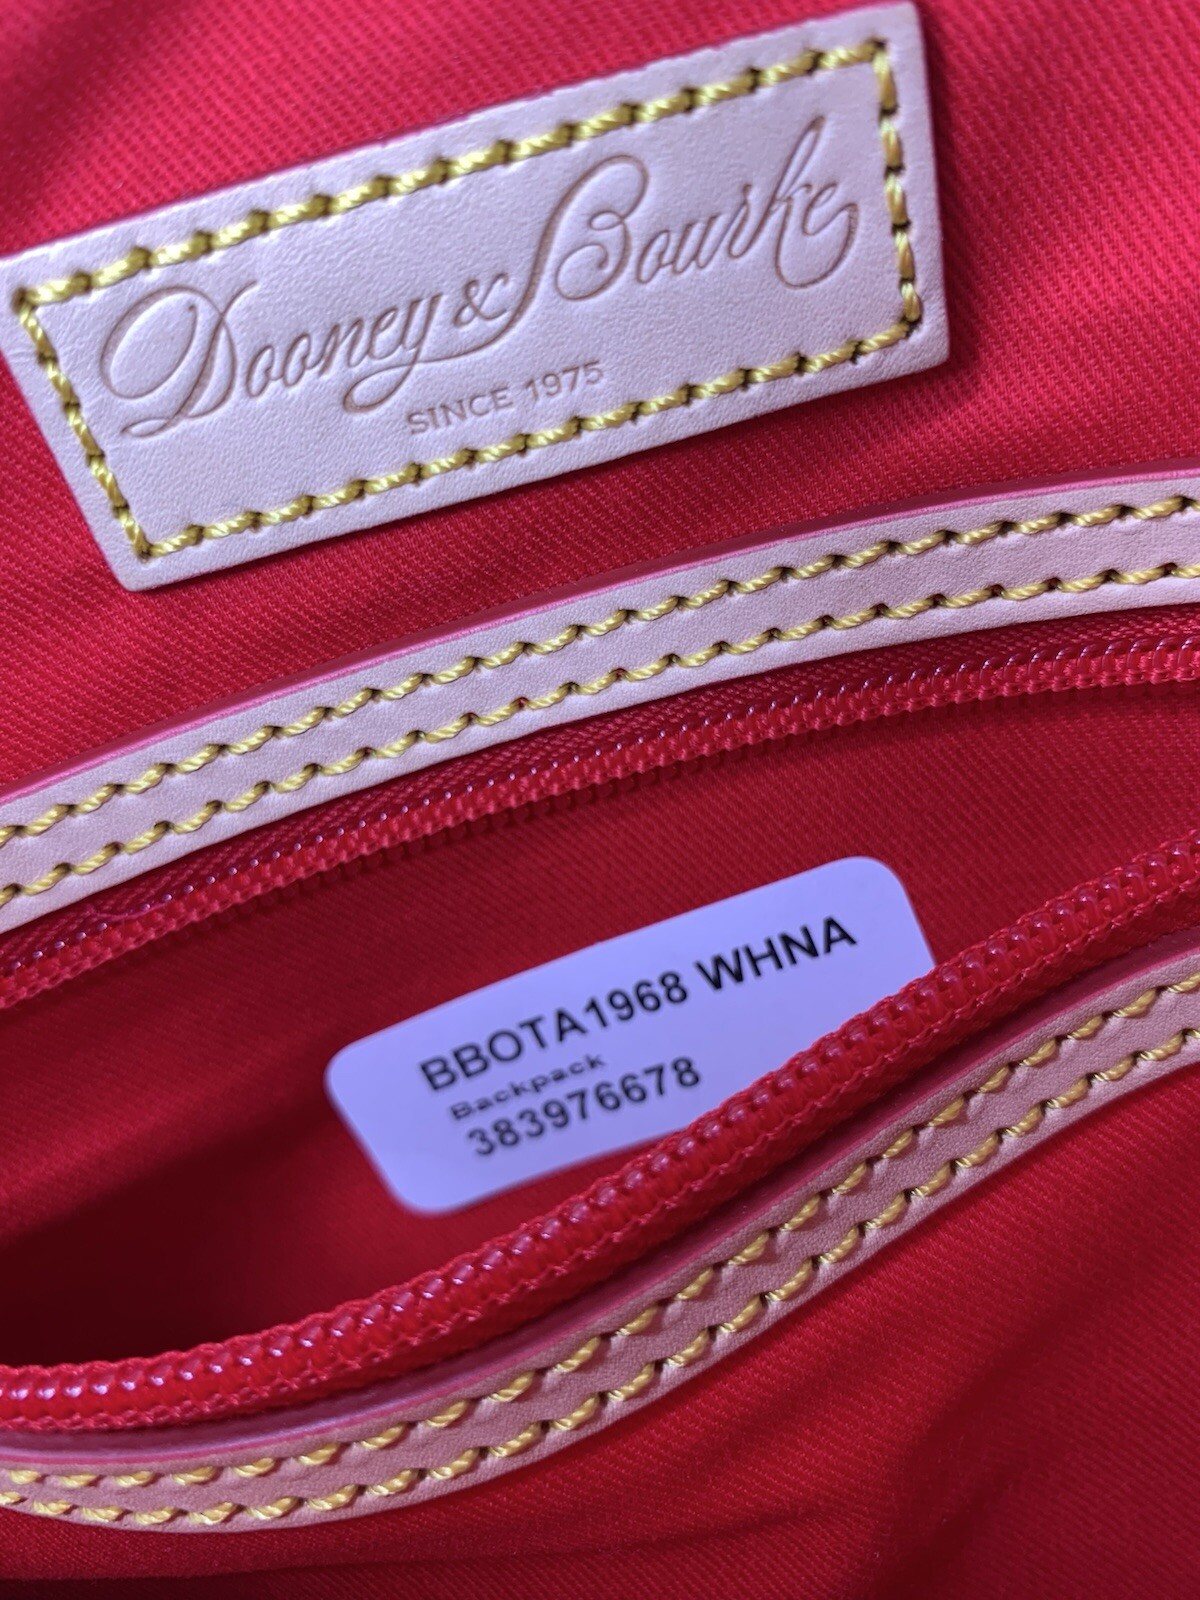 Dooney & Bourke
SINCE 1975
BBOTA1968 WHNA
Backpack
383976678